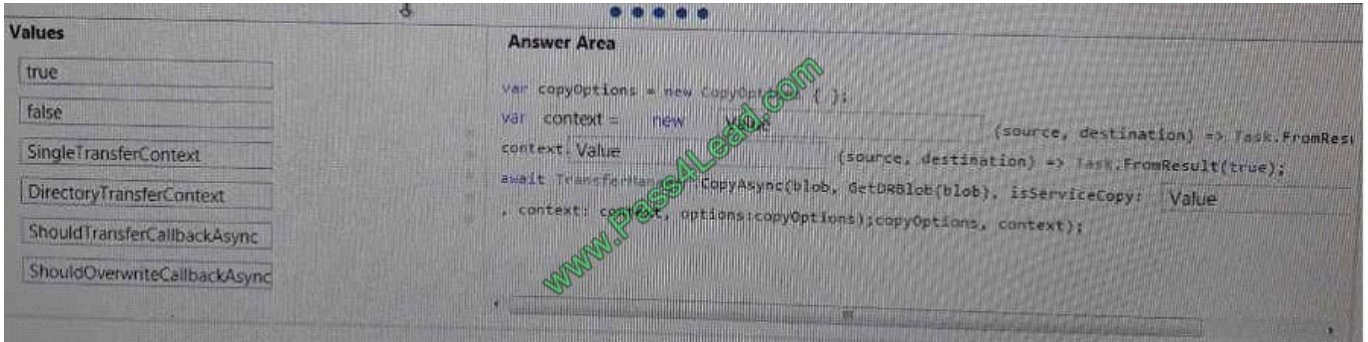 Values
true
false
SingleTransferContext
DirectoryTransferContext
ShouldTransferCallbackAsync
ShouldOverwriteCallbackAsync
Answer Area
var copyOptions = new { };
var context = new Value (source, destination) => Task.FromResu
context. Value (source, destination) => Task.FromResult(true);
await CopyAsync(blob, GetDRBlob(blob), isServiceCopy: Value
, context: context, options:copyOptions);copyOptions, context);
www.Pass4Lead.com